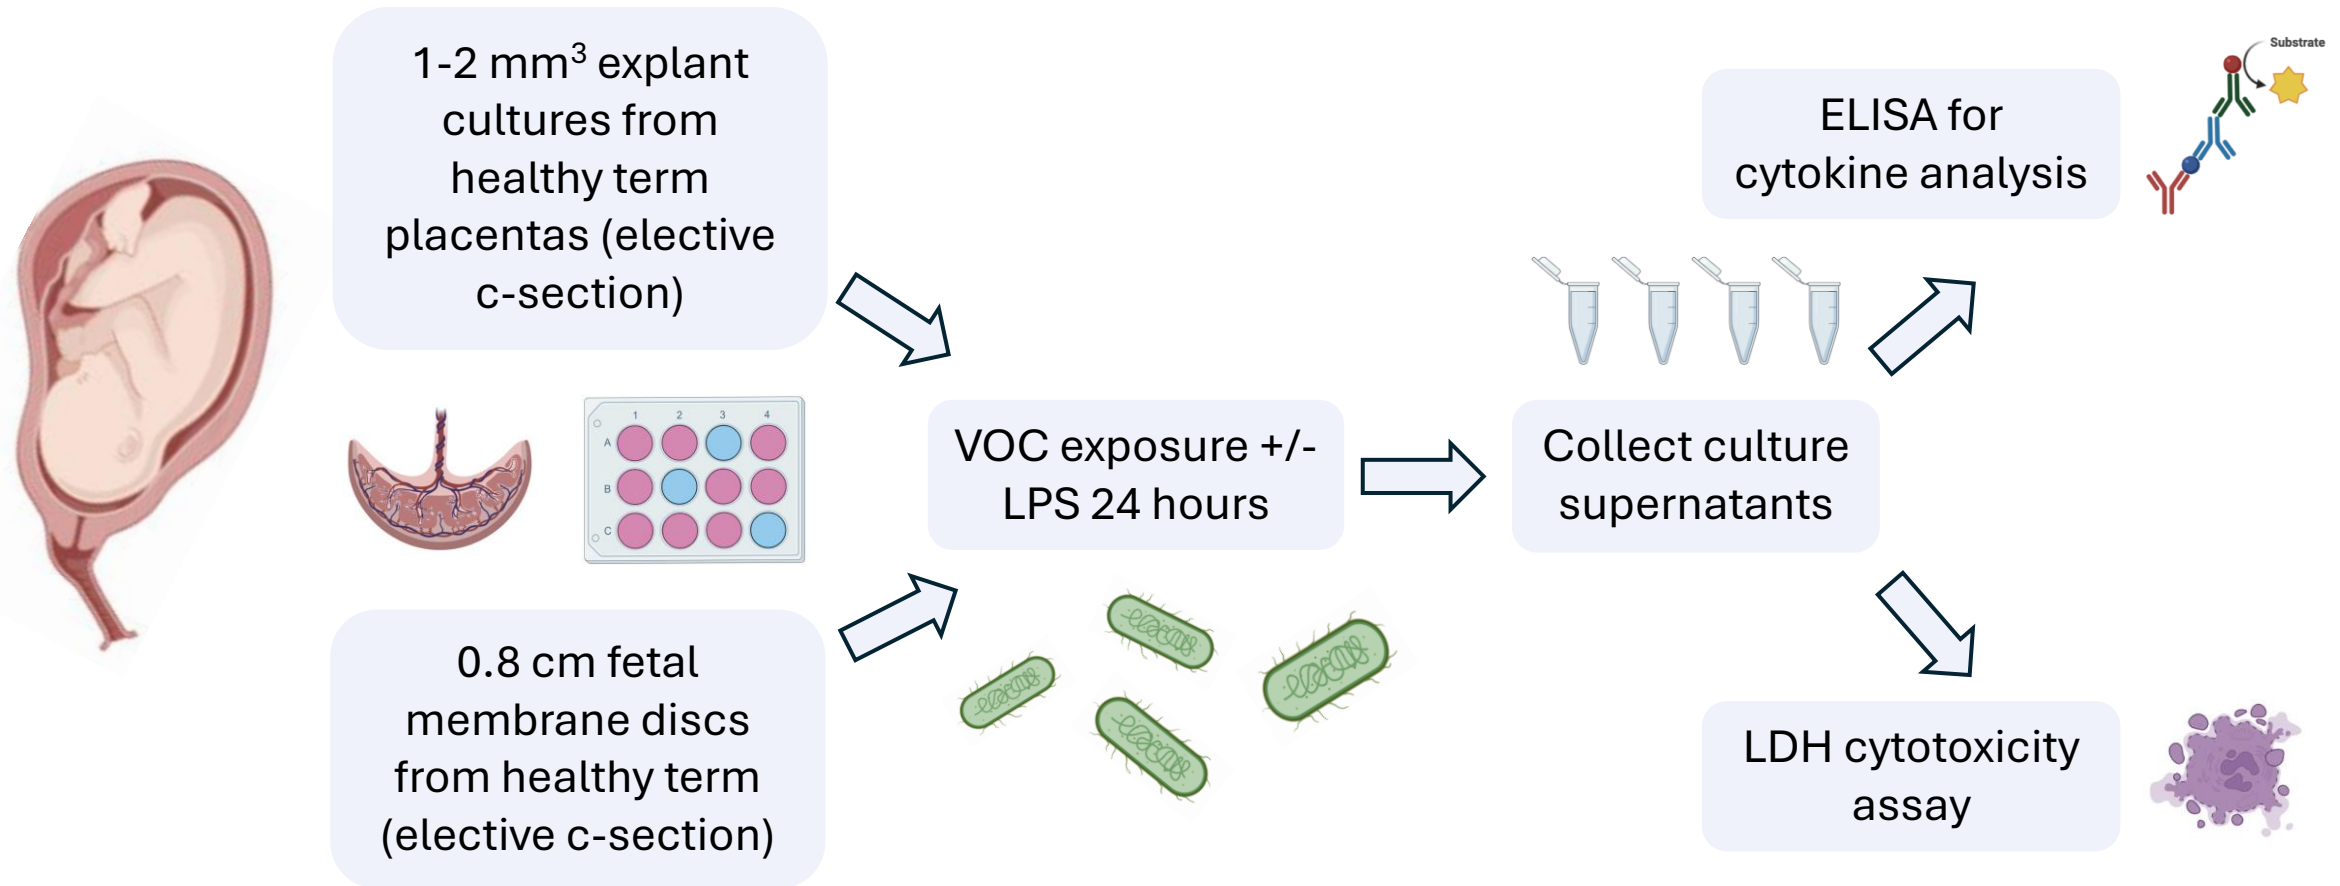 1-2 mm³ explant
cultures from
healthy term
placentas (elective
c-section)
1 2 3 4
A
B
C
0.8 cm fetal
membrane discs
from healthy term
(elective c-section)
VOC exposure +/-
LPS 24 hours
Collect culture
supernatants
ELISA for
cytokine analysis
Substrate
LDH cytotoxicity
assay